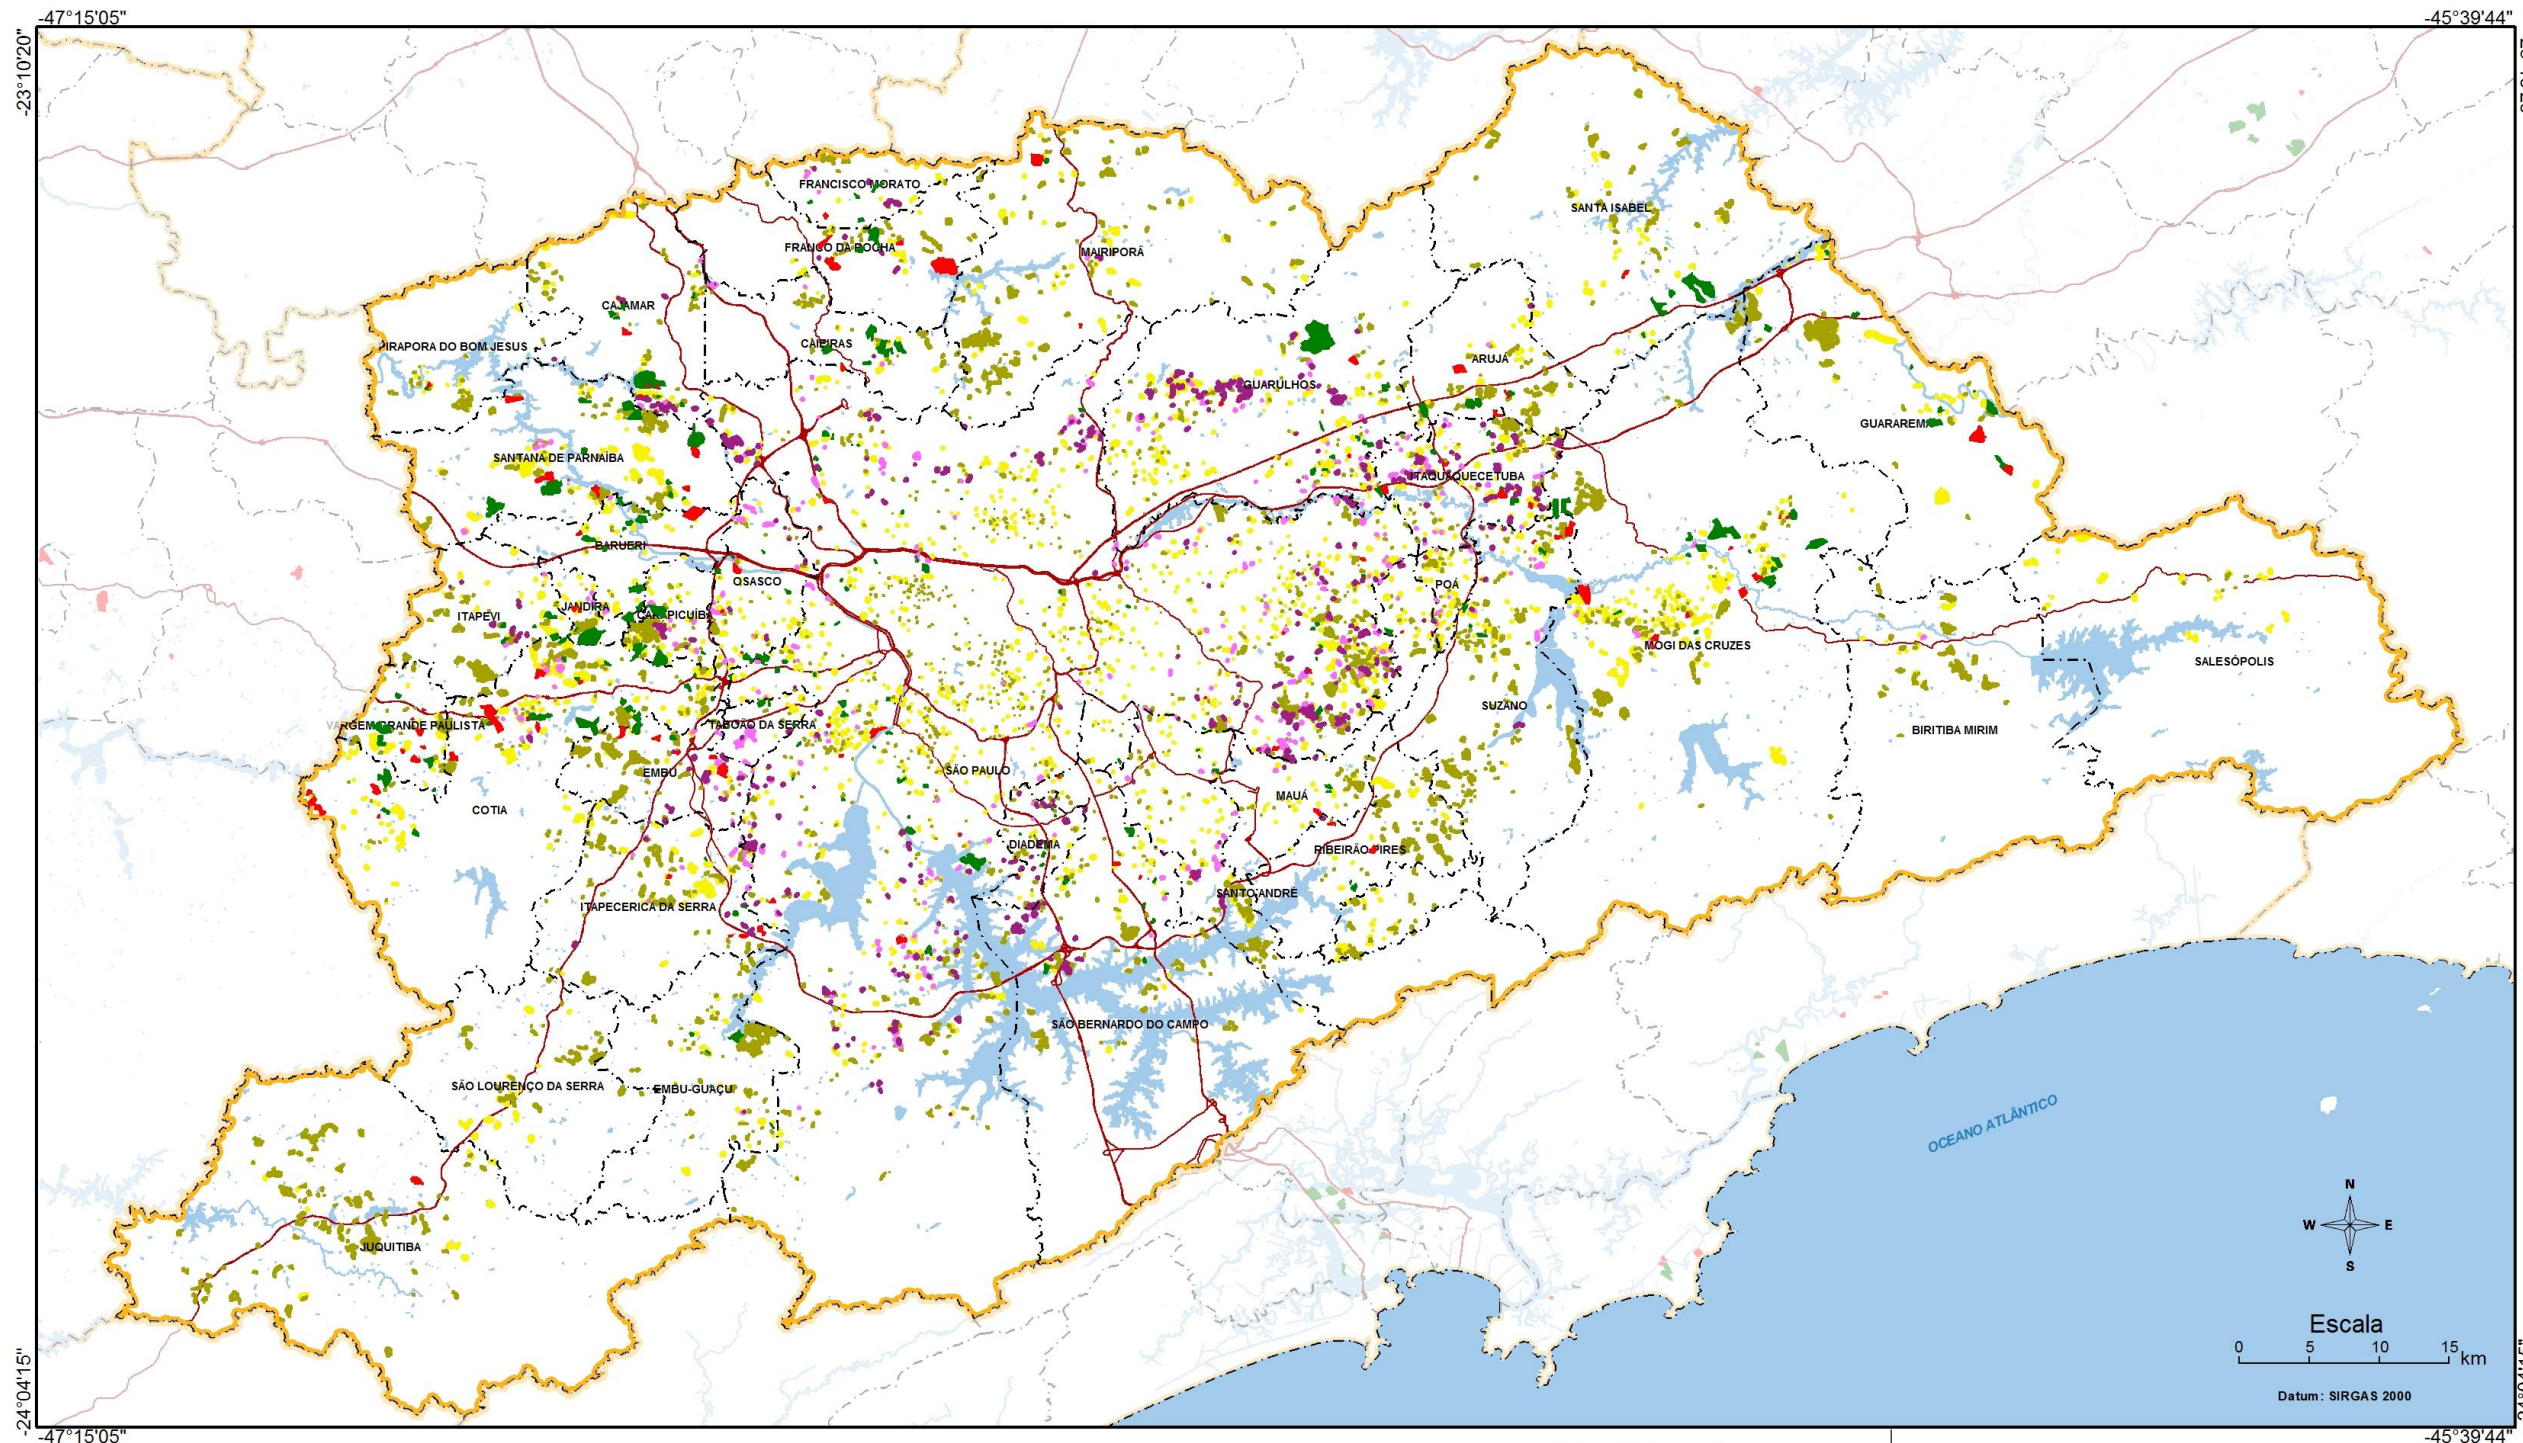 -47°15'05"
-45°39'44"
-23°10'20"
FRANCISCO MORATO
SANTA ISABEL
FRANCO DA ROCHA
MAIRIPORÃ
CAJAMAR
PIRAPORA DO BOM JESUS
CAIEIRAS
ARUJÁ
GUARULHOS
GUARAREMA
SANTANA DE PARNAÍBA
ITAQUAQUECETUBA
BARUERI
OSASCO
POÁ
JANDIRA
CARAPICUÍBA
ITAPEVI
MOGI DAS CRUZES
SALESÓPOLIS
SUZANO
VARGEM GRANDE PAULISTA
TABOÃO DA SERRA
BIRITIBA MIRIM
EMBU
SÃO PAULO
MAUÁ
COTIA
DIADEMA
RIBEIRÃO PIRES
SANTO ANDRÉ
ITAPECERICA DA SERRA
SÃO BERNARDO DO CAMPO
SÃO LOURENÇO DA SERRA
EMBU-GUAÇU
OCEANO ATLÂNTICO
JUQUITIBA
N
W E
S
Escala
0 5 10 15 km
Datum: SIRGAS 2000
-24°04'15"
-47°15'05"
-45°39'44"